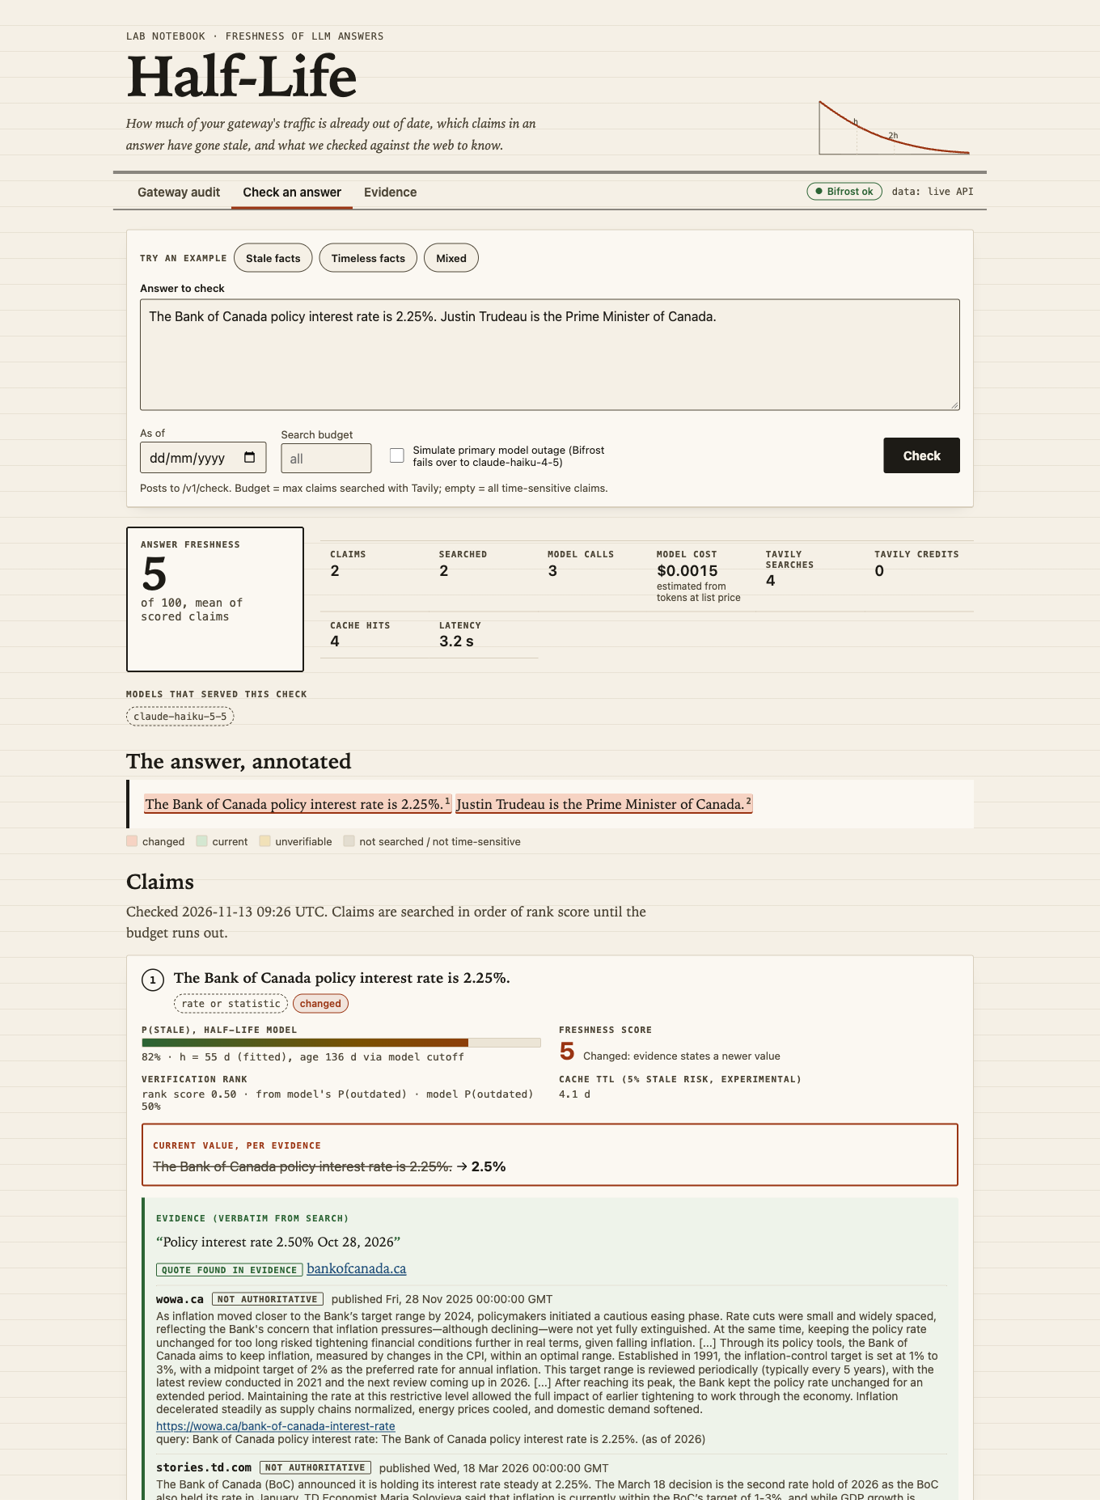 LAB NOTEBOOK · FRESHNESS OF LLM ANSWERS
Half-Life
How much of your gateway's traffic is already out of date, which claims in an
answer have gone stale, and what we checked against the web to know.
h
2h
Gateway audit
Check an answer
Evidence
Bifrost ok
data: live API
TRY AN EXAMPLE
Stale facts
Timeless facts
Mixed
Answer to check
The Bank of Canada policy interest rate is 2.25%. Justin Trudeau is the Prime Minister of Canada.
As of
dd/mm/yyyy
Search budget
all
Simulate primary model outage (Bifrost
fails over to claude-haiku-4-5)
Check
Posts to /v1/check. Budget = max claims searched with Tavily; empty = all time-sensitive claims.
ANSWER FRESHNESS
5
of 100, mean of
scored claims
CLAIMS
2
SEARCHED
2
MODEL CALLS
3
MODEL COST
$0.0015
estimated from
tokens at list price
TAVILY
SEARCHES
4
TAVILY CREDITS
0
CACHE HITS
4
LATENCY
3.2 s
MODELS THAT SERVED THIS CHECK
claude-haiku-5-5
The answer, annotated
The Bank of Canada policy interest rate is 2.25%.1 Justin Trudeau is the Prime Minister of Canada.2
changed
current
unverifiable
not searched / not time-sensitive
Claims
Checked 2026-11-13 09:26 UTC. Claims are searched in order of rank score until the
budget runs out.
1
The Bank of Canada policy interest rate is 2.25%.
rate or statistic
changed
P(STALE), HALF-LIFE MODEL
82% · h = 55 d (fitted), age 136 d via model cutoff
FRESHNESS SCORE
5 Changed: evidence states a newer value
VERIFICATION RANK
rank score 0.50 · from model's P(outdated) · model P(outdated)
50%
CACHE TTL (5% STALE RISK, EXPERIMENTAL)
4.1 d
CURRENT VALUE, PER EVIDENCE
The Bank of Canada policy interest rate is 2.25%. → 2.5%
EVIDENCE (VERBATIM FROM SEARCH)
“Policy interest rate 2.50% Oct 28, 2026”
QUOTE FOUND IN EVIDENCE bankofcanada.ca
wowa.ca NOT AUTHORITATIVE published Fri, 28 Nov 2025 00:00:00 GMT
As inflation moved closer to the Bank's target range by 2024, policymakers initiated a cautious easing phase. Rate cuts were small and widely spaced,
reflecting the Bank's concern that inflation pressures—although declining—were not yet fully extinguished. At the same time, keeping the policy rate
unchanged for too long risked tightening financial conditions further in real terms, given falling inflation. [...] Through its policy tools, the Bank of
Canada aims to keep inflation, measured by changes in the CPI, within an optimal range. Established in 1991, the inflation-control target is set at 1% to
3%, with a midpoint target of 2% as the preferred rate for annual inflation. This target range is reviewed periodically (typically every 5 years), with the
latest review conducted in 2021 and the next review coming up in 2026. [...] After reaching its peak, the Bank kept the policy rate unchanged for an
extended period. Maintaining the rate at this restrictive level allowed the full impact of earlier tightening to work through the economy. Inflation
decelerated steadily as supply chains normalized, energy prices cooled, and domestic demand softened.
https://wowa.ca/bank-of-canada-interest-rate
query: Bank of Canada policy interest rate: The Bank of Canada policy interest rate is 2.25%. (as of 2026)
stories.td.com NOT AUTHORITATIVE published Wed, 18 Mar 2026 00:00:00 GMT
The Bank of Canada (BoC) announced it is holding its interest rate steady at 2.25%. The March 18 decision is the second rate hold of 2026 as the BoC
also held its rate in January. TD Economist Maria Solovieva said that inflation is currently within the BoC's target of 1-3%, and while GDP growth is